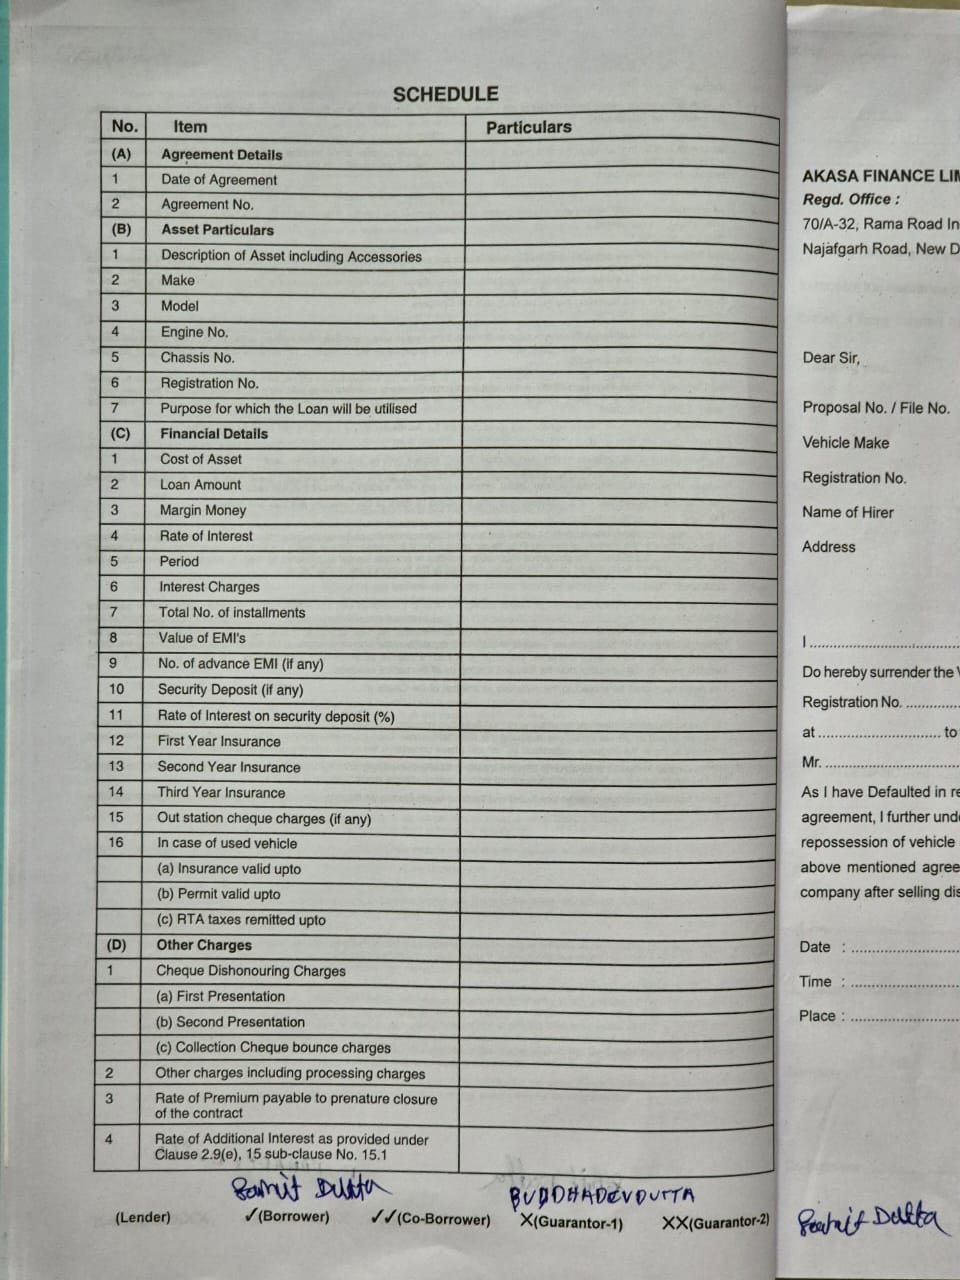 SCHEDULE
No. Item Particulars
(A) Agreement Details
1 Date of Agreement
2 Agreement No.
(B) Asset Particulars
1 Description of Asset including Accessories
2 Make
3 Model
4 Engine No.
5 Chassis No.
6 Registration No.
7 Purpose for which the Loan will be utilised
(C) Financial Details
1 Cost of Asset
2 Loan Amount
3 Margin Money
4 Rate of Interest
5 Period
6 Interest Charges
7 Total No. of installments
8 Value of EMI's
9 No. of advance EMI (if any)
10 Security Deposit (if any)
11 Rate of Interest on security deposit (%)
12 First Year Insurance
13 Second Year Insurance
14 Third Year Insurance
15 Out station cheque charges (if any)
16 In case of used vehicle
(a) Insurance valid upto
(b) Permit valid upto
(c) RTA taxes remitted upto
(D) Other Charges
1 Cheque Dishonouring Charges
(a) First Presentation
(b) Second Presentation
(c) Collection Cheque bounce charges
2 Other charges including processing charges
3 Rate of Premium payable to prenature closure
of the contract
4 Rate of Additional Interest as provided under
Clause 2.9(e), 15 sub-clause No. 15.1
Dutta BUDDHADEV DUTTA
(Lender) ✓(Borrower) ✓✓(Co-Borrower) X(Guarantor-1) XX(Guarantor-2)
AKASA FINANCE LIM
Regd. Office :
70/A-32, Rama Road In
Najafgarh Road, New D
Dear Sir,
Proposal No. / File No.
Vehicle Make
Registration No.
Name of Hirer
Address
I ..............................
Do hereby surrender the
Registration No. .............
at ............................ to
Mr. ............................
As I have Defaulted in re
agreement, I further unde
repossession of vehicle
above mentioned agree
company after selling dis
Date : ......................
Time : ......................
Place : ......................
Dutta